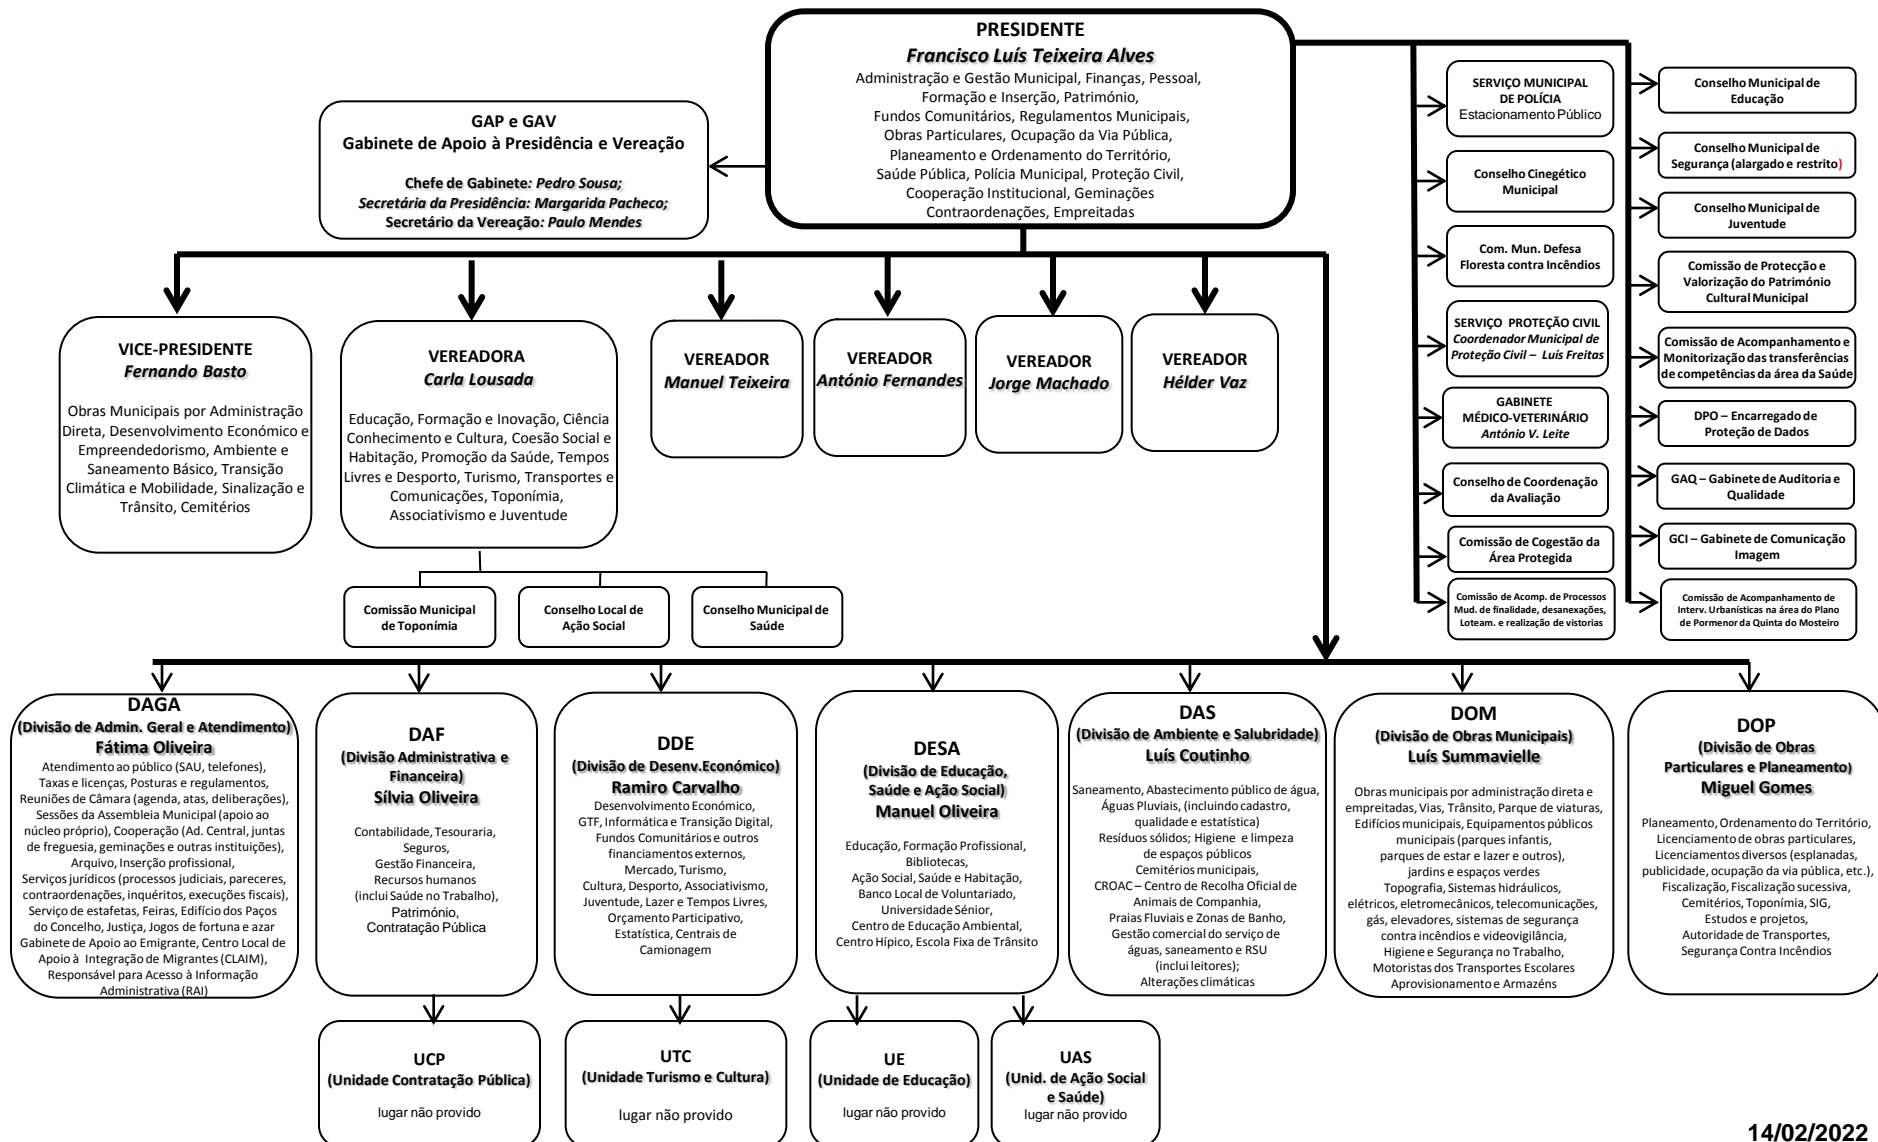 PRESIDENTE
Francisco Luís Teixeira Alves
Administração e Gestão Municipal, Finanças, Pessoal,
Formação e Inserção, Património,
Fundos Comunitários, Regulamentos Municipais,
Obras Particulares, Ocupação da Via Pública,
Planeamento e Ordenamento do Território,
Saúde Pública, Polícia Municipal, Proteção Civil,
Cooperação Institucional, Geminações
Contraordenações, Empreitadas
GAP e GAV
Gabinete de Apoio à Presidência e Vereação
Chefe de Gabinete: Pedro Sousa;
Secretária da Presidência: Margarida Pacheco;
Secretário da Vereação: Paulo Mendes
SERVIÇO MUNICIPAL
DE POLÍCIA
Estacionamento Público
Conselho Cinegético
Municipal
Com. Mun. Defesa
Floresta contra Incêndios
SERVIÇO PROTEÇÃO CIVIL
Coordenador Municipal de
Proteção Civil – Luís Freitas
GABINETE
MÉDICO-VETERINÁRIO
António V. Leite
Conselho de Coordenação
da Avaliação
Comissão de Cogestão da
Área Protegida
Comissão de Acomp. de Processos
Mud. de finalidade, desanexações,
Loteam. e realização de vistorias
Conselho Municipal de
Educação
Conselho Municipal de
Segurança (alargado e restrito)
Conselho Municipal de
Juventude
Comissão de Protecção e
Valorização do Património
Cultural Municipal
Comissão de Acompanhamento e
Monitorização das transferências
de competências da área da Saúde
DPO – Encarregado de
Proteção de Dados
GAQ – Gabinete de Auditoria e
Qualidade
GCI – Gabinete de Comunicação
Imagem
Comissão de Acompanhamento de
Interv. Urbanísticas na área do Plano
de Pormenor da Quinta do Mosteiro
VICE-PRESIDENTE
Fernando Basto
Obras Municipais por Administração
Direta, Desenvolvimento Económico e
Empreendedorismo, Ambiente e
Saneamento Básico, Transição
Climática e Mobilidade, Sinalização e
Trânsito, Cemitérios
VEREADORA
Carla Lousada
Educação, Formação e Inovação, Ciência
Conhecimento e Cultura, Coesão Social e
Habitação, Promoção da Saúde, Tempos
Livres e Desporto, Turismo, Transportes e
Comunicações, Toponímia,
Associativismo e Juventude
VEREADOR
Manuel Teixeira
VEREADOR
António Fernandes
VEREADOR
Jorge Machado
VEREADOR
Hélder Vaz
Comissão Municipal
de Toponímia
Conselho Local de
Ação Social
Conselho Municipal de
Saúde
DAGA
(Divisão de Admin. Geral e Atendimento)
Fátima Oliveira
Atendimento ao público (SAU, telefones),
Taxas e licenças, Posturas e regulamentos,
Reuniões de Câmara (agenda, atas, deliberações),
Sessões da Assembleia Municipal (apoio ao
núcleo próprio), Cooperação (Ad. Central, juntas
de freguesia, geminações e outras instituições),
Arquivo, Inserção profissional,
Serviços jurídicos (processos judiciais, pareceres,
contraordenações, inquéritos, execuções fiscais),
Serviço de estafetas, Feiras, Edifício dos Paços
do Concelho, Justiça, Jogos de fortuna e azar
Gabinete de Apoio ao Emigrante, Centro Local de
Apoio à Integração de Migrantes (CLAIM),
Responsável para Acesso à Informação
Administrativa (RAI)
DAF
(Divisão Administrativa e
Financeira)
Sílvia Oliveira
Contabilidade, Tesouraria,
Seguros,
Gestão Financeira,
Recursos humanos
(inclui Saúde no Trabalho),
Património,
Contratação Pública
DDE
(Divisão de Desenv.Económico)
Ramiro Carvalho
Desenvolvimento Económico,
GTF, Informática e Transição Digital,
Fundos Comunitários e outros
financiamentos externos,
Mercado, Turismo,
Cultura, Desporto, Associativismo,
Juventude, Lazer e Tempos Livres,
Orçamento Participativo,
Estatística, Centrais de
Camionagem
DESA
(Divisão de Educação,
Saúde e Ação Social)
Manuel Oliveira
Educação, Formação Profissional,
Bibliotecas,
Ação Social, Saúde e Habitação,
Banco Local de Voluntariado,
Universidade Sénior,
Centro de Educação Ambiental,
Centro Hípico, Escola Fixa de Trânsito
DAS
(Divisão de Ambiente e Salubridade)
Luís Coutinho
Saneamento, Abastecimento público de água,
Águas Pluviais, (incluindo cadastro,
qualidade e estatística)
Resíduos sólidos; Higiene e limpeza
de espaços públicos
Cemitérios municipais,
CROAC – Centro de Recolha Oficial de
Animais de Companhia,
Praias Fluviais e Zonas de Banho,
Gestão comercial do serviço de
águas, saneamento e RSU
(inclui leitores);
Alterações climáticas
DOM
(Divisão de Obras Municipais)
Luís Summavielle
Obras municipais por administração direta e
empreitadas, Vias, Trânsito, Parque de viaturas,
Edifícios municipais, Equipamentos públicos
municipais (parques infantis,
parques de estar e lazer e outros),
jardins e espaços verdes
Topografia, Sistemas hidráulicos,
elétricos, eletromecânicos, telecomunicações,
gás, elevadores, sistemas de segurança
contra incêndios e videovigilância,
Higiene e Segurança no Trabalho,
Motoristas dos Transportes Escolares
Aprovisionamento e Armazéns
DOP
(Divisão de Obras
Particulares e Planeamento)
Miguel Gomes
Planeamento, Ordenamento do Território,
Licenciamento de obras particulares,
Licenciamentos diversos (esplanadas,
publicidade, ocupação da via pública, etc.),
Fiscalização, Fiscalização sucessiva,
Cemitérios, Toponímia, SIG,
Estudos e projetos,
Autoridade de Transportes,
Segurança Contra Incêndios
UCP
(Unidade Contratação Pública)
lugar não provido
UTC
(Unidade Turismo e Cultura)
lugar não provido
UE
(Unidade de Educação)
lugar não provido
UAS
(Unid. de Ação Social
e Saúde)
lugar não provido
14/02/2022